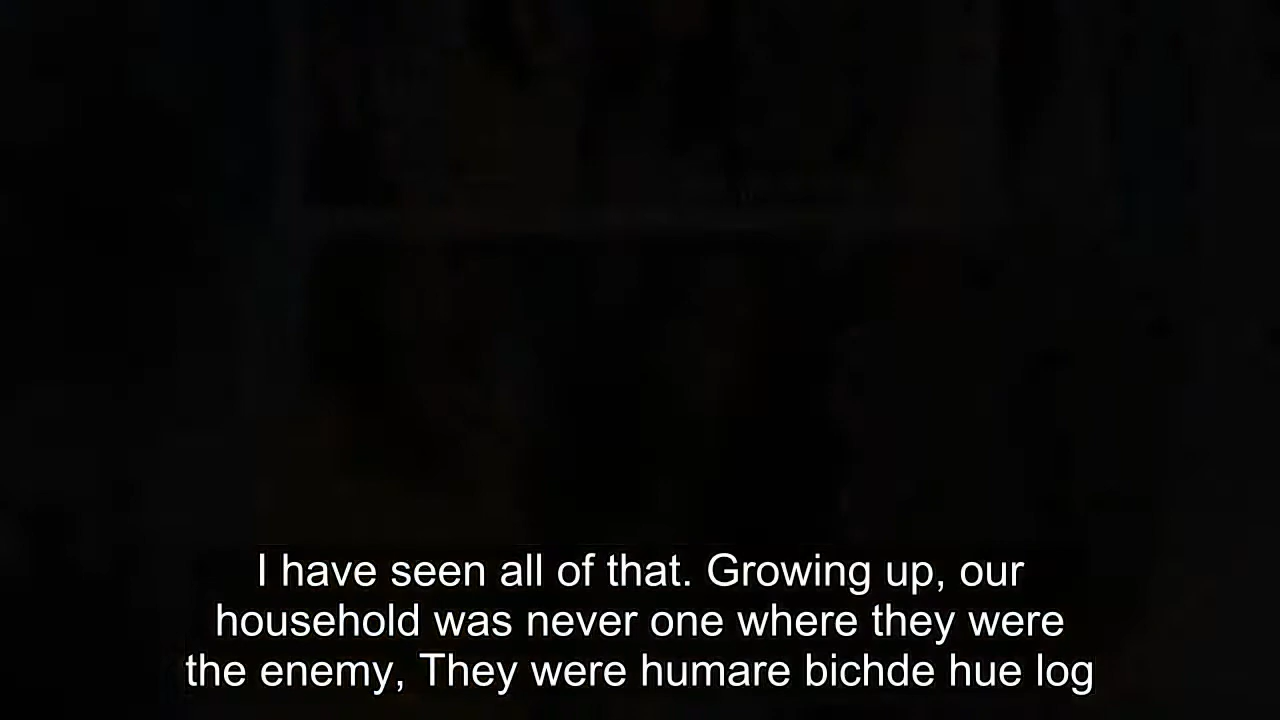 I have seen all of that. Growing up, our
household was never one where they were
the enemy, They were humare bichde hue log